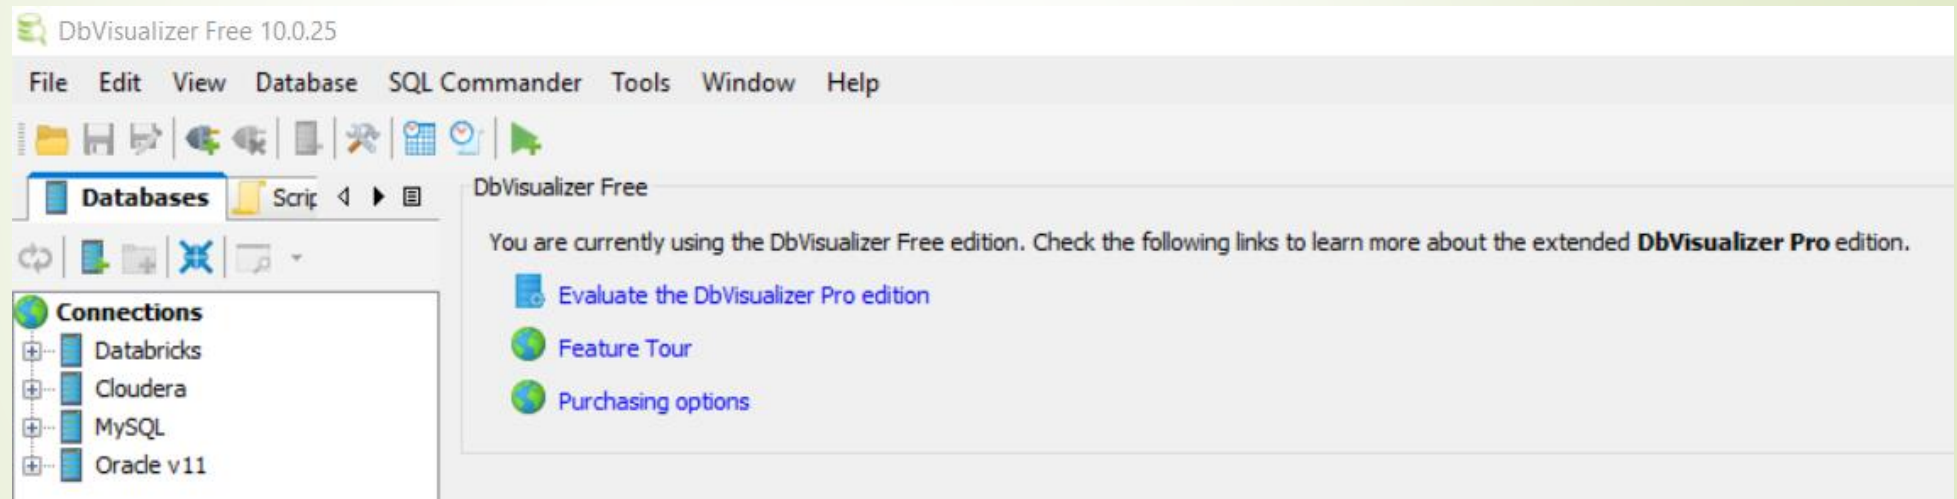 DbVisualizer Free 10.0.25
File Edit View Database SQL Commander Tools Window Help
Databases Scrip
DbVisualizer Free
You are currently using the DbVisualizer Free edition. Check the following links to learn more about the extended DbVisualizer Pro edition.
Evaluate the DbVisualizer Pro edition
Feature Tour
Purchasing options
Connections
Databricks
Cloudera
MySQL
Oracle v11